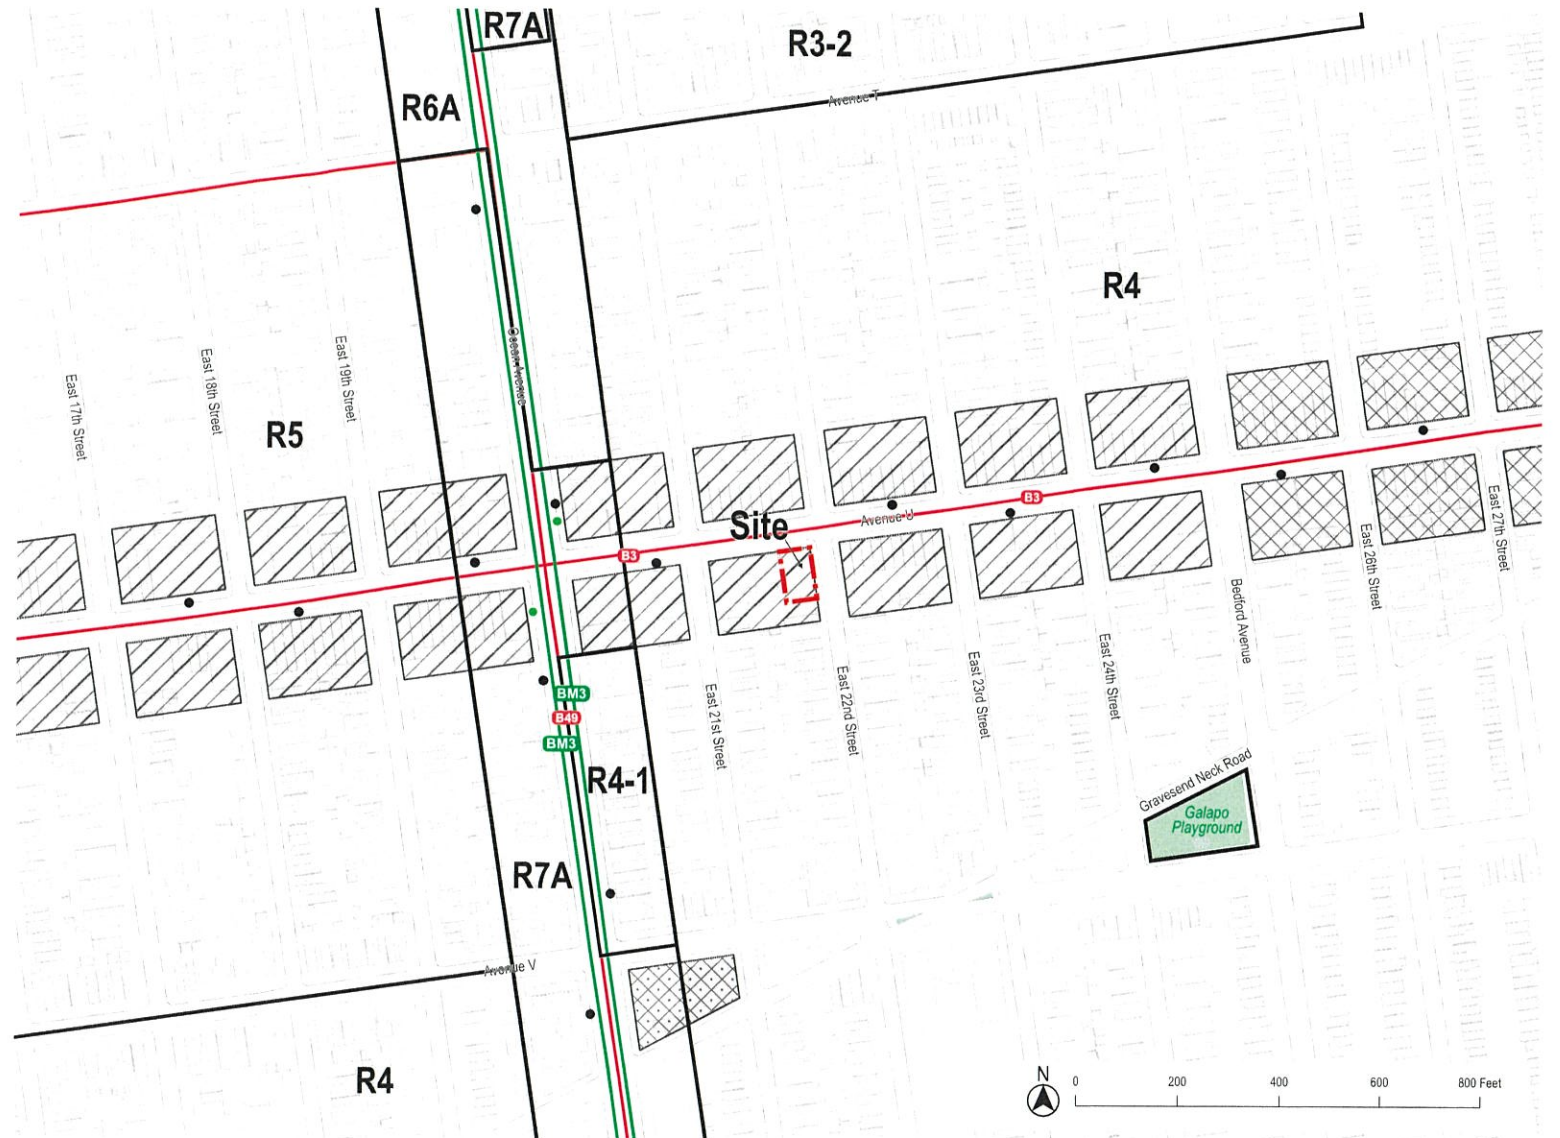 R7A
R3-2
R6A
Avenue T
R4
Ocean Avenue
East 17th Street
East 18th Street
East 19th Street
R5
B3
Avenue U
Site
B3
East 27th Street
East 26th Street
Bedford Avenue
East 24th Street
East 23rd Street
East 22nd Street
East 21st Street
BM3
B49
BM3
R4-1
Gravesend Neck Road
Galapo
Playground
R7A
Avenue V
R4
N
0 200 400 600 800 Feet